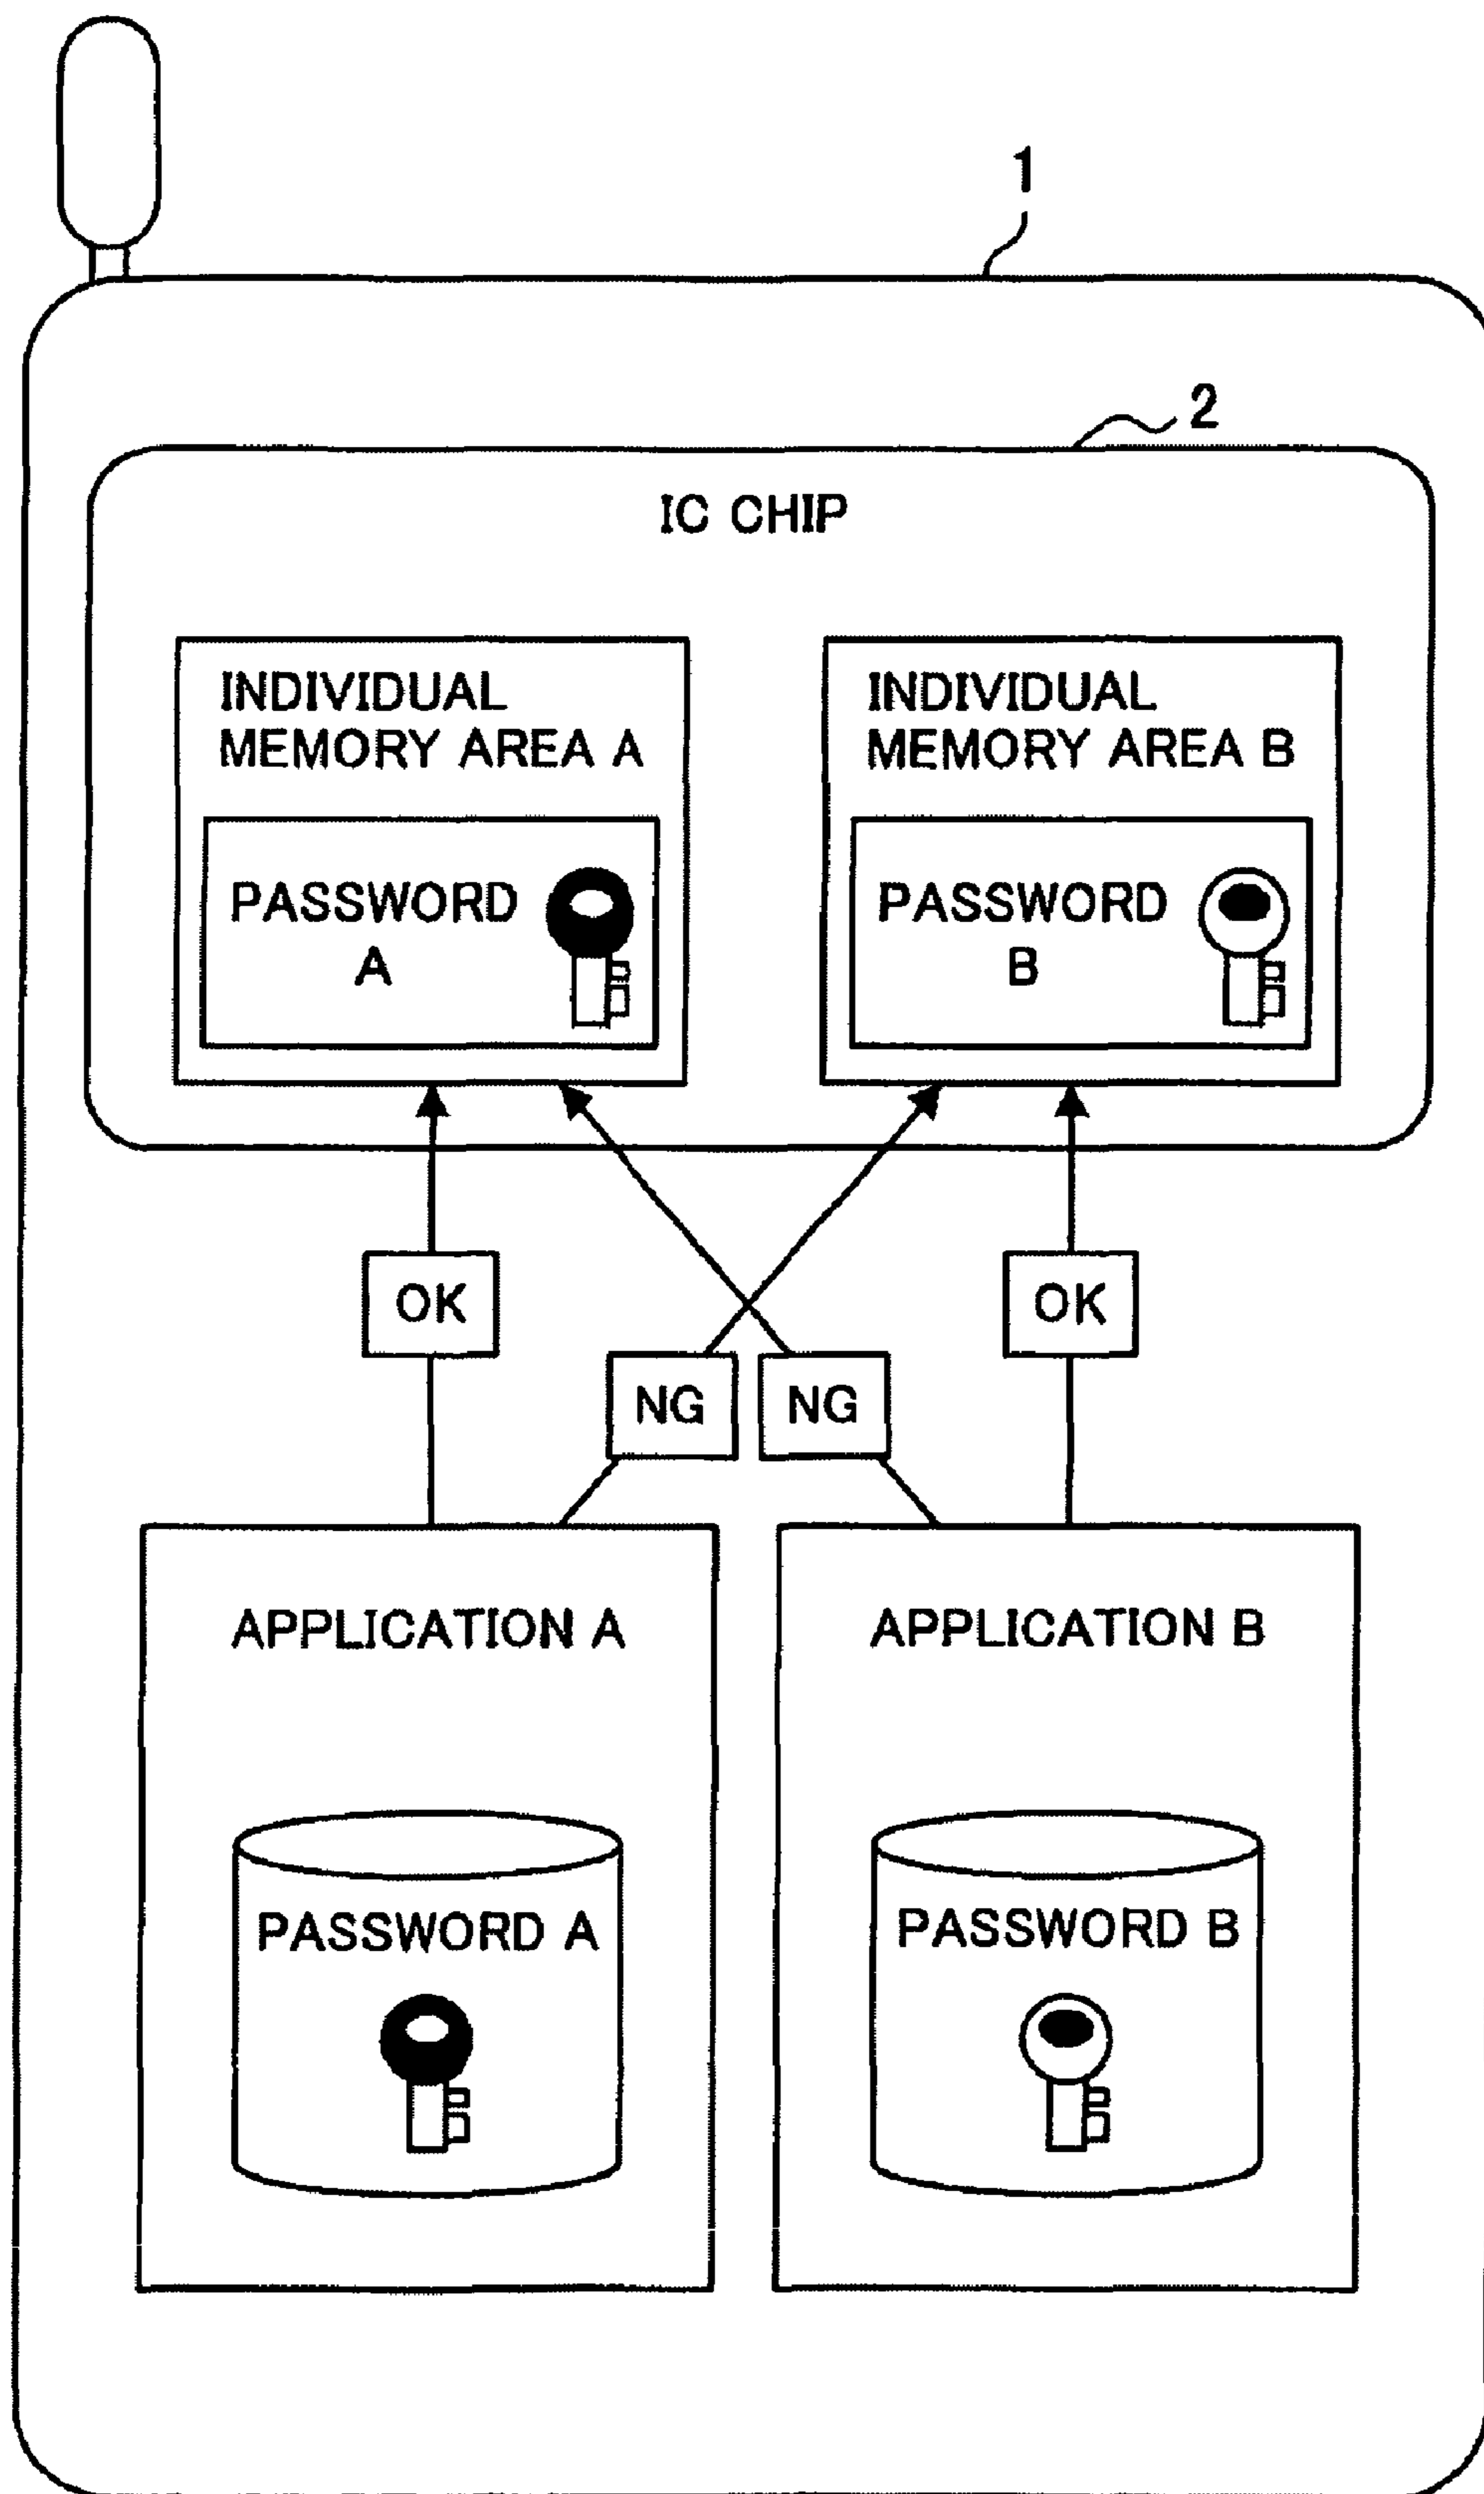 1
2
IC CHIP
INDIVIDUAL
MEMORY AREA A
PASSWORD
A
INDIVIDUAL
MEMORY AREA B
PASSWORD
B
OK
OK
NG
NG
APPLICATION A
PASSWORD A
APPLICATION B
PASSWORD B